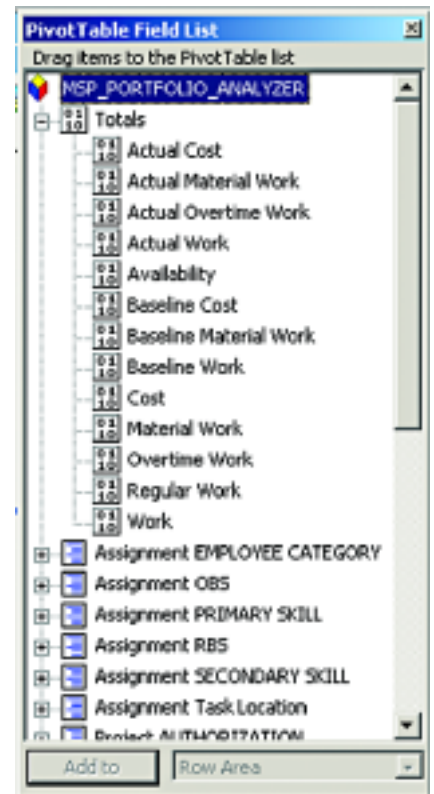 PivotTable Field List
Drag items to the PivotTable list
MSP_PORTFOLIO_ANALYZER
Totals
Actual Cost
Actual Material Work
Actual Overtime Work
Actual Work
Availability
Baseline Cost
Baseline Material Work
Baseline Work
Cost
Material Work
Overtime Work
Regular Work
Work
Assignment EMPLOYEE CATEGORY
Assignment OBS
Assignment PRIMARY SKILL
Assignment RBS
Assignment SECONDARY SKILL
Assignment Task Location
Project AUTHORIZATION
Add to
Row Area